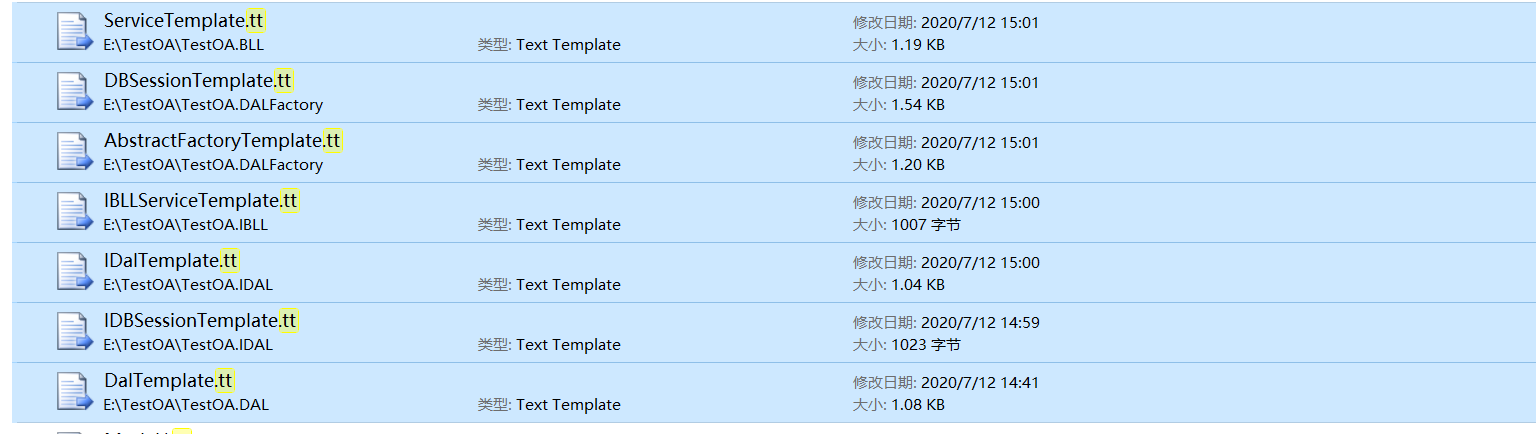 ServiceTemplate.tt
修改日期: 2020/7/12 15:01
E:\TestOA\TestOA.BLL
类型: Text Template
大小: 1.19 KB
DBSessionTemplate.tt
修改日期: 2020/7/12 15:01
E:\TestOA\TestOA.DALFactory
类型: Text Template
大小: 1.54 KB
AbstractFactoryTemplate.tt
修改日期: 2020/7/12 15:01
E:\TestOA\TestOA.DALFactory
类型: Text Template
大小: 1.20 KB
IBLLServiceTemplate.tt
修改日期: 2020/7/12 15:00
E:\TestOA\TestOA.IBLL
类型: Text Template
大小: 1007 字节
IDalTemplate.tt
修改日期: 2020/7/12 15:00
E:\TestOA\TestOA.IDAL
类型: Text Template
大小: 1.04 KB
IDBSessionTemplate.tt
修改日期: 2020/7/12 14:59
E:\TestOA\TestOA.IDAL
类型: Text Template
大小: 1023 字节
DalTemplate.tt
修改日期: 2020/7/12 14:41
E:\TestOA\TestOA.DAL
类型: Text Template
大小: 1.08 KB